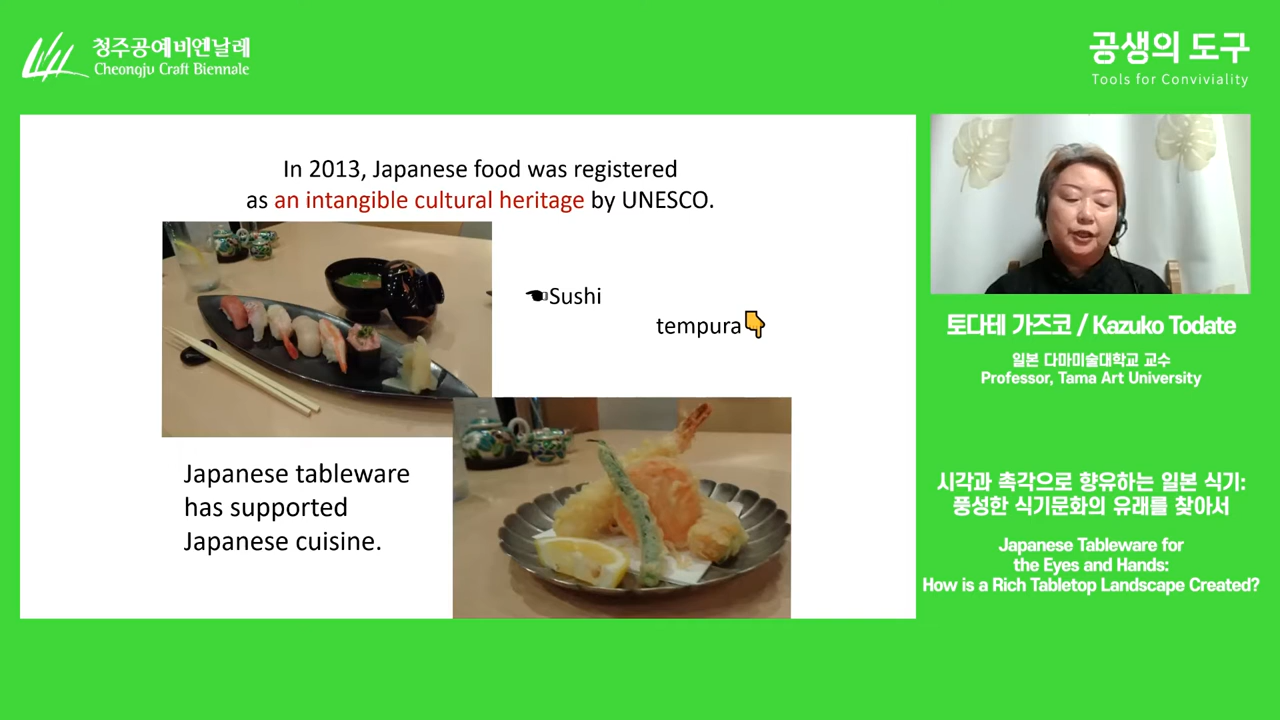 청주공예비엔날레
Cheongju Craft Biennale
공생의 도구
Tools for Conviviality
In 2013, Japanese food was registered
as an intangible cultural heritage by UNESCO.
☚Sushi
tempura👇
Japanese tableware
has supported
Japanese cuisine.
토다테 가즈코 / Kazuko Todate
일본 다마미술대학교 교수
Professor, Tama Art University
시각과 촉각으로 향유하는 일본 식기:
풍성한 식기문화의 유래를 찾아서
Japanese Tableware for
the Eyes and Hands:
How is a Rich Tabletop Landscape Created?